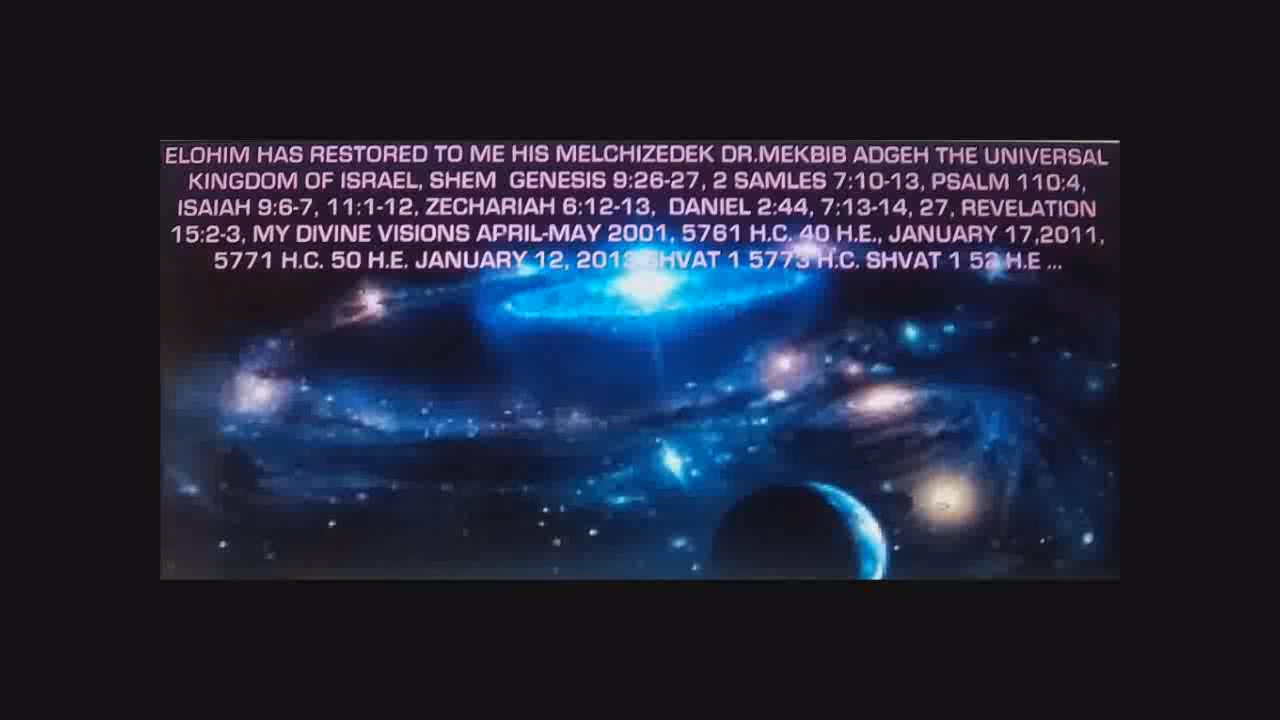 ELOHIM HAS RESTORED TO ME HIS MELCHIZEDEK DR.MEKBIB ADGEH THE UNIVERSAL
KINGDOM OF ISRAEL, SHEM GENESIS 9:26-27, 2 SAMLES 7:10-13, PSALM 110:4,
ISAIAH 9:6-7, 11:1-12, ZECHARIAH 6:12-13, DANIEL 2:44, 7:13-14, 27, REVELATION
15:2-3, MY DIVINE VISIONS APRIL-MAY 2001, 5761 H.C. 40 H.E., JANUARY 17,2011,
5771 H.C. 50 H.E. JANUARY 12, 2013 SHVAT 1 5773 H.C. SHVAT 1 52 H.E ...